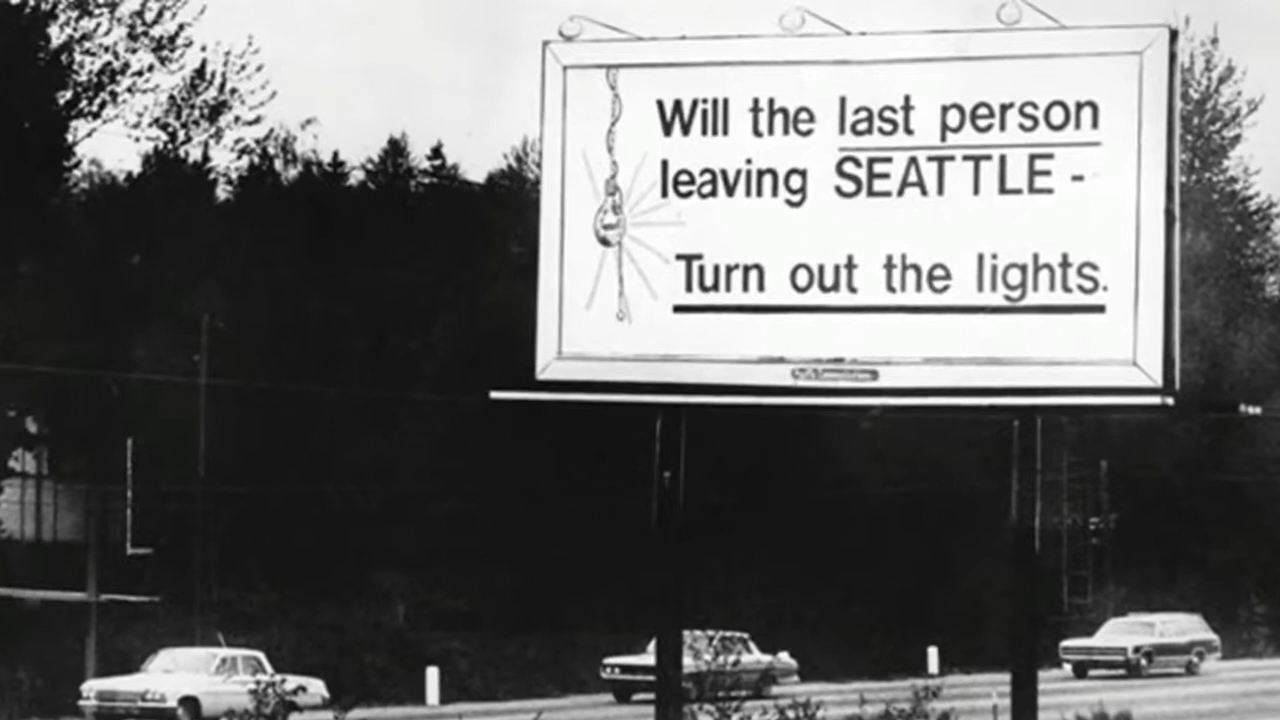 Will the last person
leaving SEATTLE -
Turn out the lights.